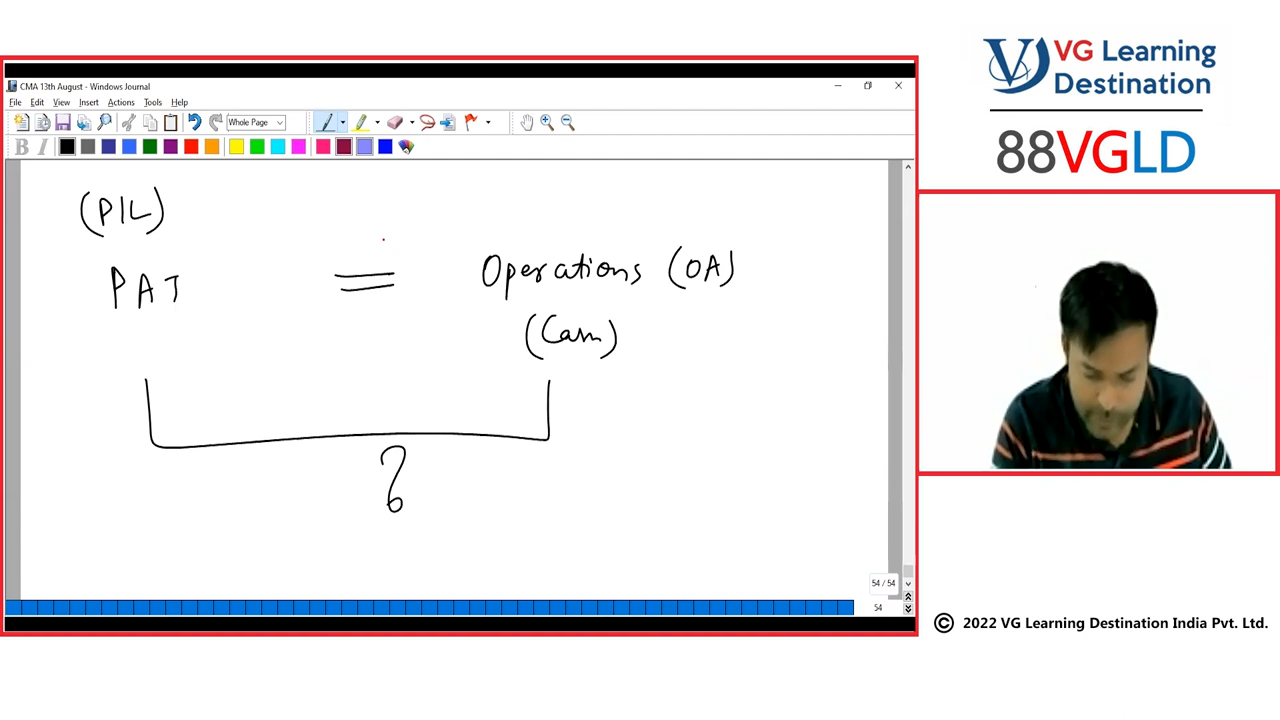 CMA 13th August - Windows Journal
File Edit View Insert Actions Tools Help
Whole Page
B I
(P/L)
PAT = Operations (OA)
(Cash)
?
54 / 54
54
VG Learning
Destination
88VGLD
© 2022 VG Learning Destination India Pvt. Ltd.